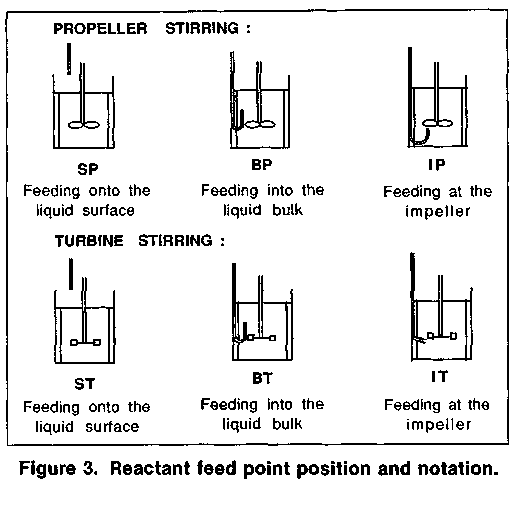 PROPELLER STIRRING :
SP
BP
IP
Feeding onto the
liquid surface
Feeding into the
liquid bulk
Feeding at the
impeller
TURBINE STIRRING :
ST
BT
IT
Feeding onto the
liquid surface
Feeding into the
liquid bulk
Feeding at the
impeller
Figure 3. Reactant feed point position and notation.